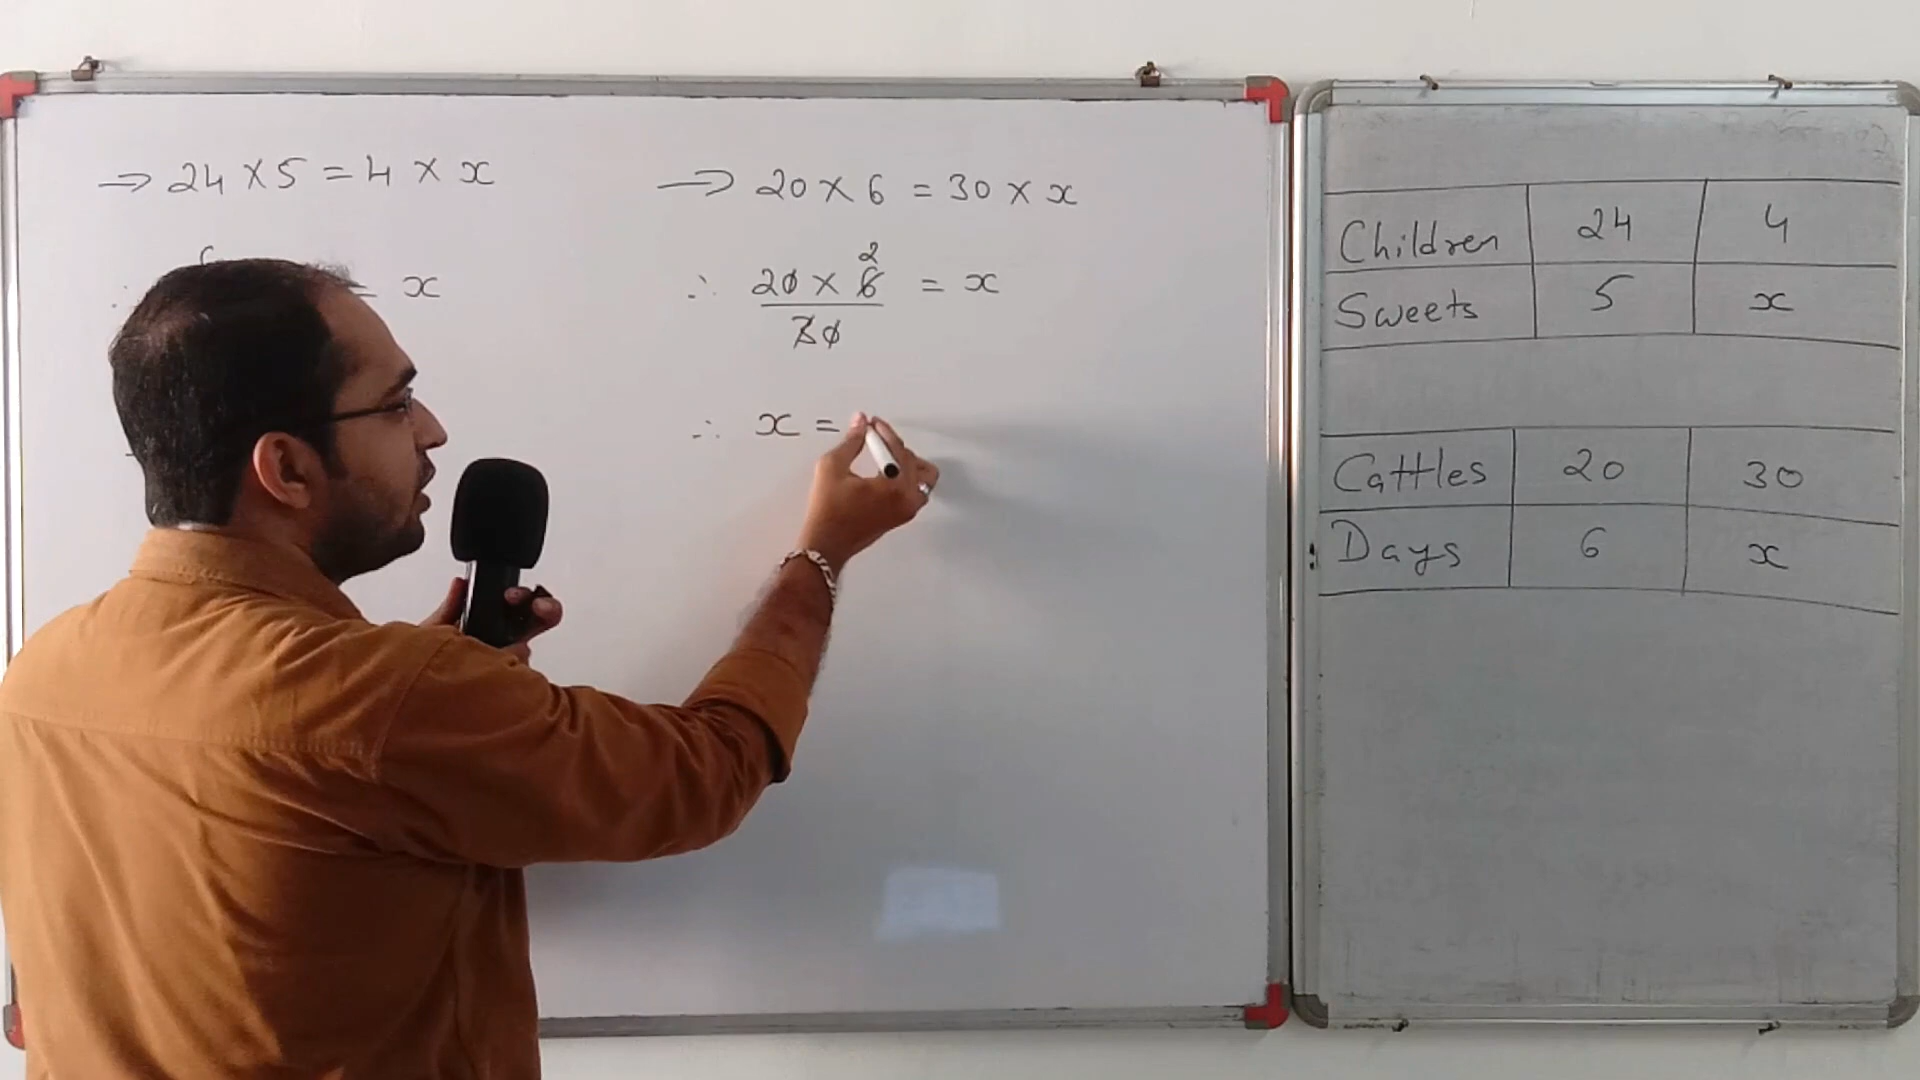 → 24 × 5 = 4 × x
= x
→ 20 × 6 = 30 × x
2
∴ 20 × 6 = x
30
∴ x =
Children 24 4
Sweets 5 x
Cattles 20 30
Days 6 x